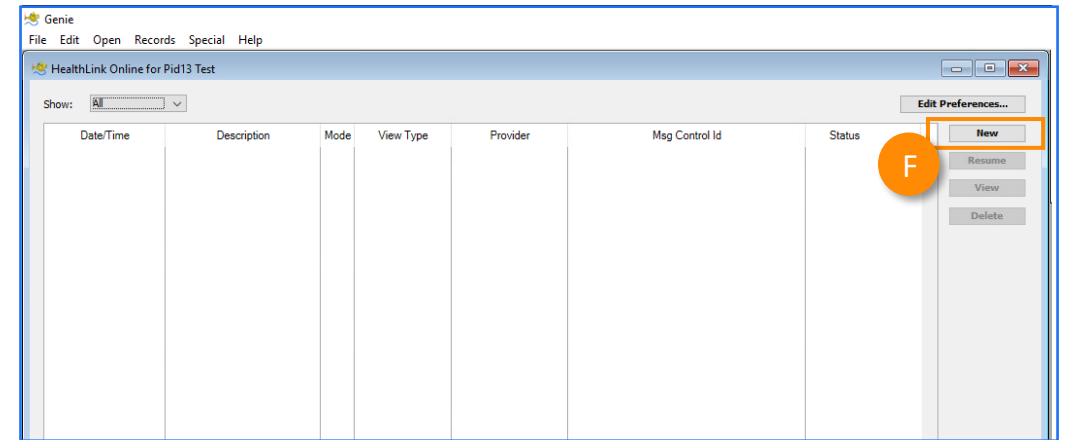 Genie
File Edit Open Records Special Help
HealthLink Online for Pid13 Test
Show: All Edit Preferences...
Date/Time Description Mode View Type Provider Msg Control Id Status New
F Resume
View
Delete